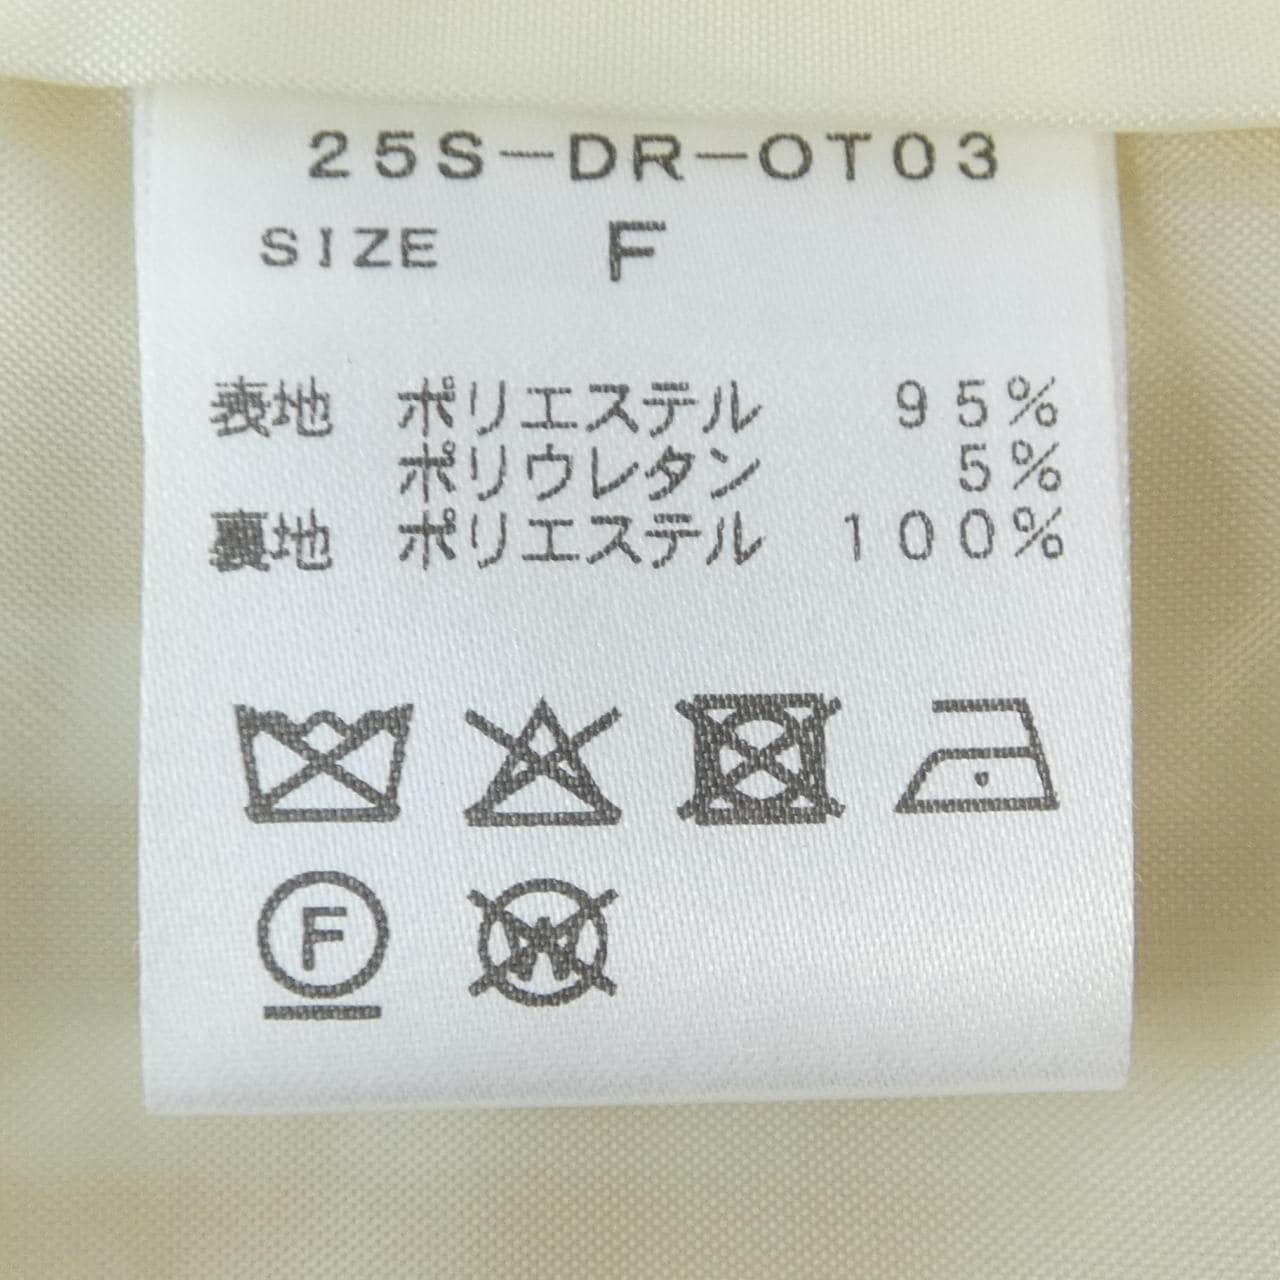 25S-DR-OT03
SIZE F
表地 ポリエステル 95%
ポリウレタン 5%
裏地 ポリエステル 100%
F
W